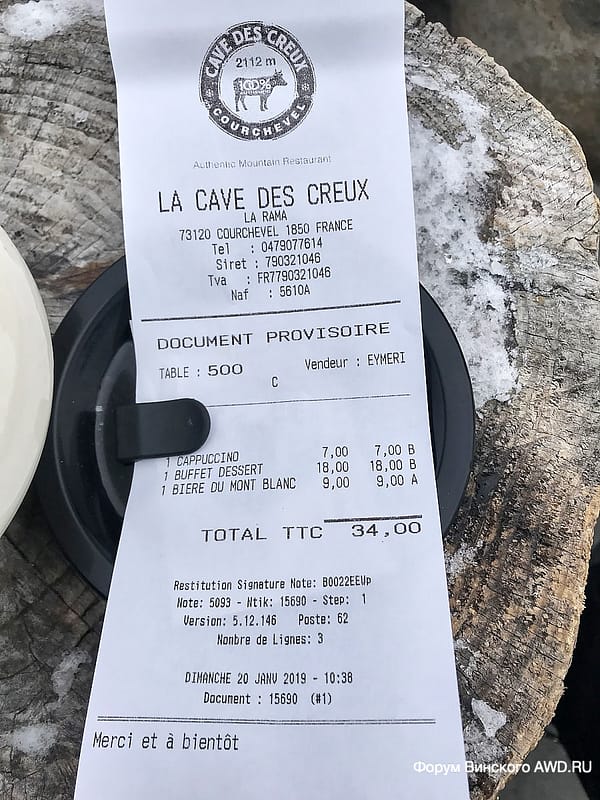 CAVE DES CREUX
2112 m
100%
COURCHEVEL
Authentic Mountain Restaurant
LA CAVE DES CREUX
LA RAMA
73120 COURCHEVEL 1850 FRANCE
Tel : 0479077614
Siret : 790321046
Tva : FR7790321046
Naf : 5610A
DOCUMENT PROVISOIRE
TABLE : 500 Vendeur : EYMERI
C
1 CAPPUCCINO 7,00 7,00 B
1 BUFFET DESSERT 18,00 18,00 B
1 BIERE DU MONT BLANC 9,00 9,00 A
TOTAL TTC 34,00
Restitution Signature Note: B0022EEUp
Note: 5093 - Ntik: 15690 - Step: 1
Version: 5.12.146 Poste: 62
Nombre de Lignes: 3
DIMANCHE 20 JANV 2019 - 10:38
Document : 15690 (#1)
Merci et à bientôt
Форум Винского AWD.RU